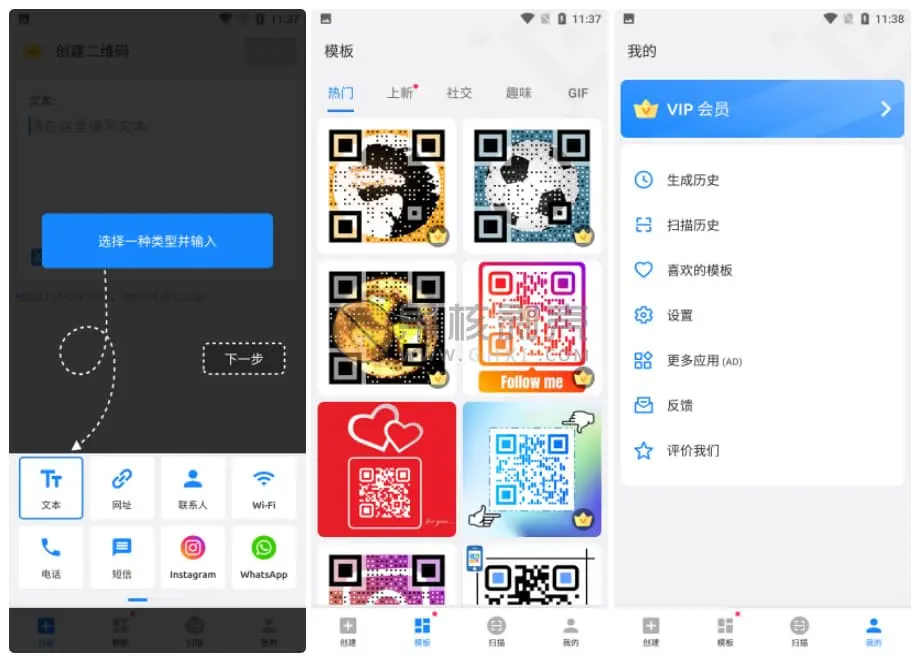 11:37
创建二维码
文本:
请在这里填写文本
选择一种类型并输入
下一步
文本
网址
联系人
Wi-Fi
电话
短信
Instagram
WhatsApp
创建
模板
扫描
我的
11:37
模板
热门
上新
社交
趣味
GIF
Follow me
for you...
创建
模板
扫描
我的
11:38
我的
VIP 会员
生成历史
扫描历史
喜欢的模板
设置
更多应用 (AD)
反馈
评价我们
创建
模板
扫描
我的